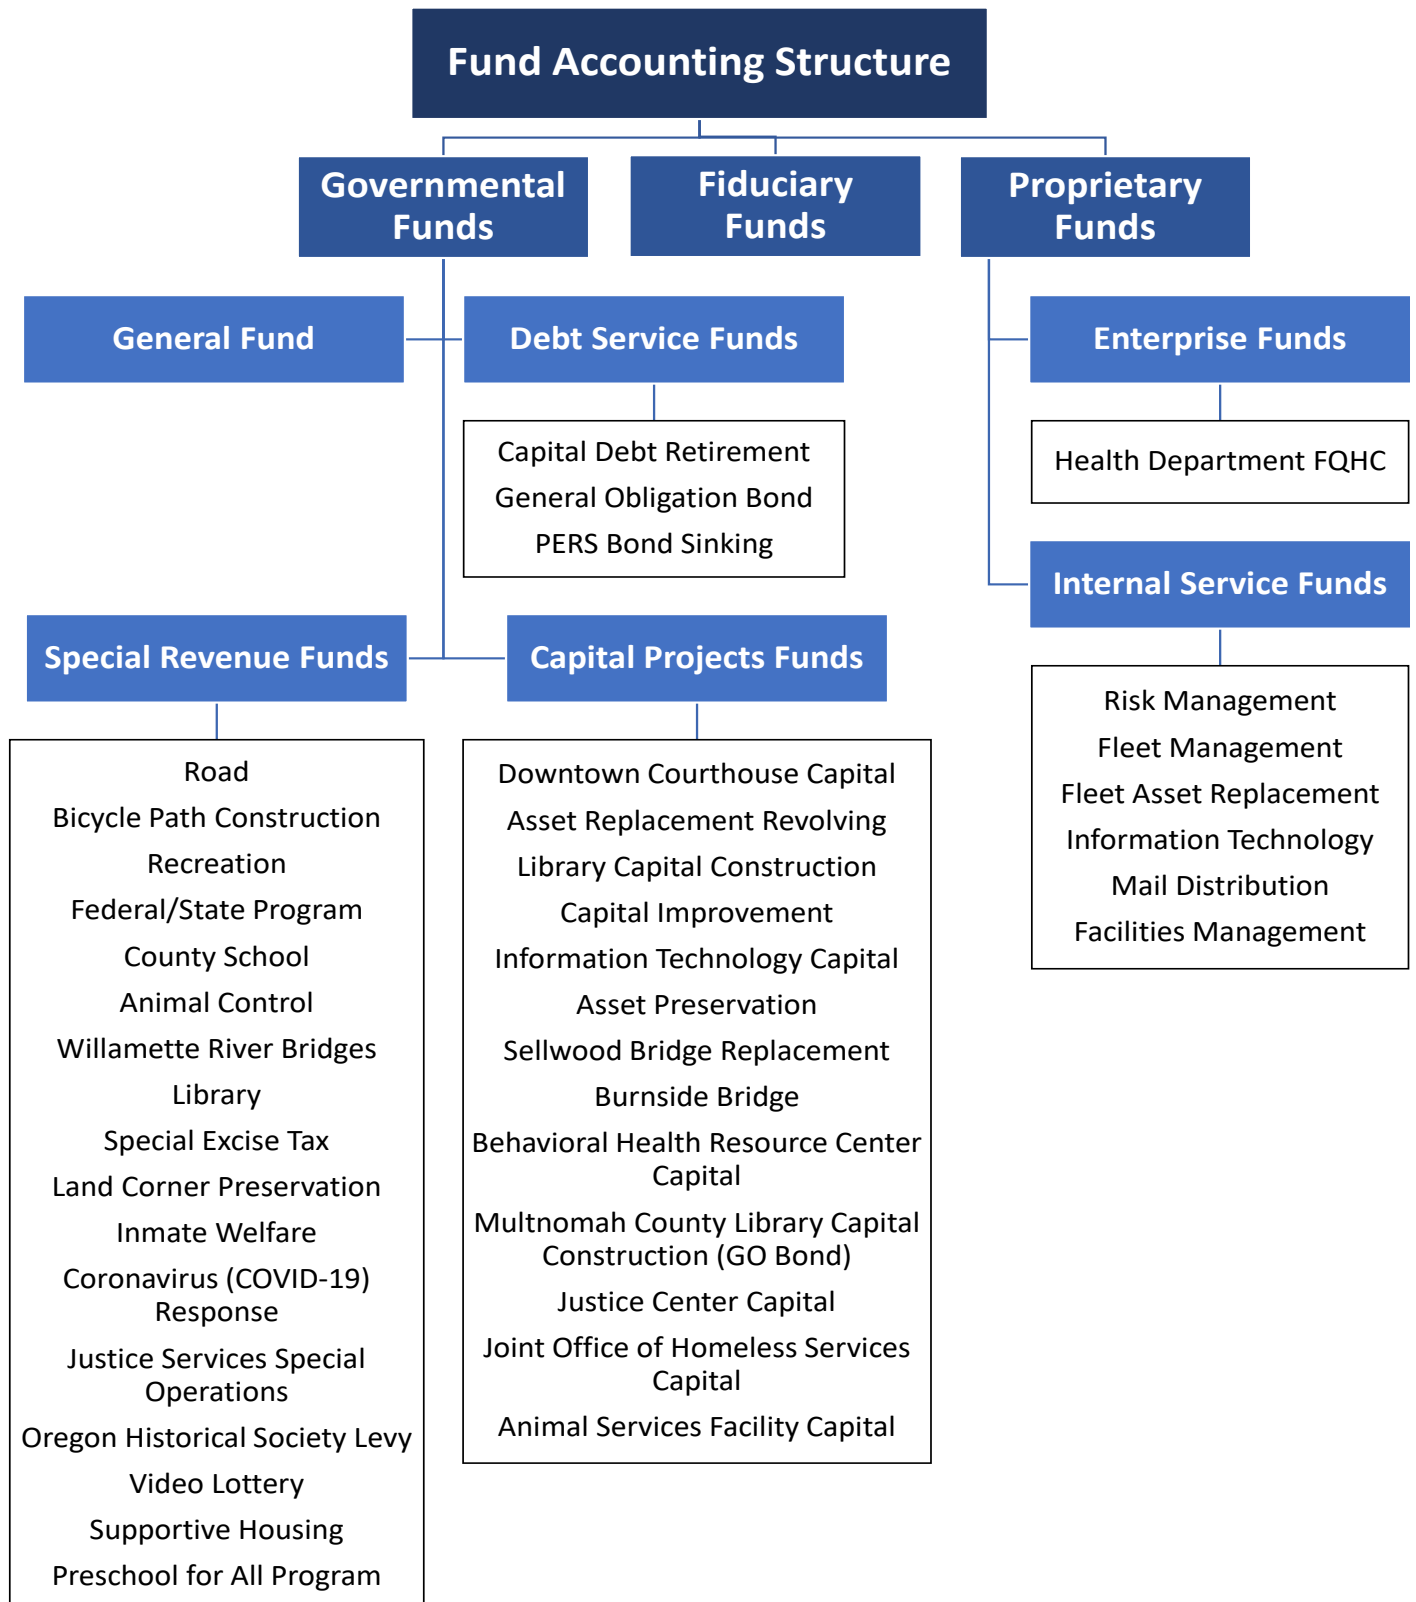 Fund Accounting Structure
Governmental
Funds
Fiduciary
Funds
Proprietary
Funds
General Fund
Debt Service Funds
Enterprise Funds
Capital Debt Retirement
General Obligation Bond
PERS Bond Sinking
Health Department FQHC
Internal Service Funds
Special Revenue Funds
Capital Projects Funds
Risk Management
Fleet Management
Fleet Asset Replacement
Information Technology
Mail Distribution
Facilities Management
Road
Bicycle Path Construction
Recreation
Federal/State Program
County School
Animal Control
Willamette River Bridges
Library
Special Excise Tax
Land Corner Preservation
Inmate Welfare
Coronavirus (COVID-19)
Response
Justice Services Special
Operations
Oregon Historical Society Levy
Video Lottery
Supportive Housing
Preschool for All Program
Downtown Courthouse Capital
Asset Replacement Revolving
Library Capital Construction
Capital Improvement
Information Technology Capital
Asset Preservation
Sellwood Bridge Replacement
Burnside Bridge
Behavioral Health Resource Center
Capital
Multnomah County Library Capital
Construction (GO Bond)
Justice Center Capital
Joint Office of Homeless Services
Capital
Animal Services Facility Capital